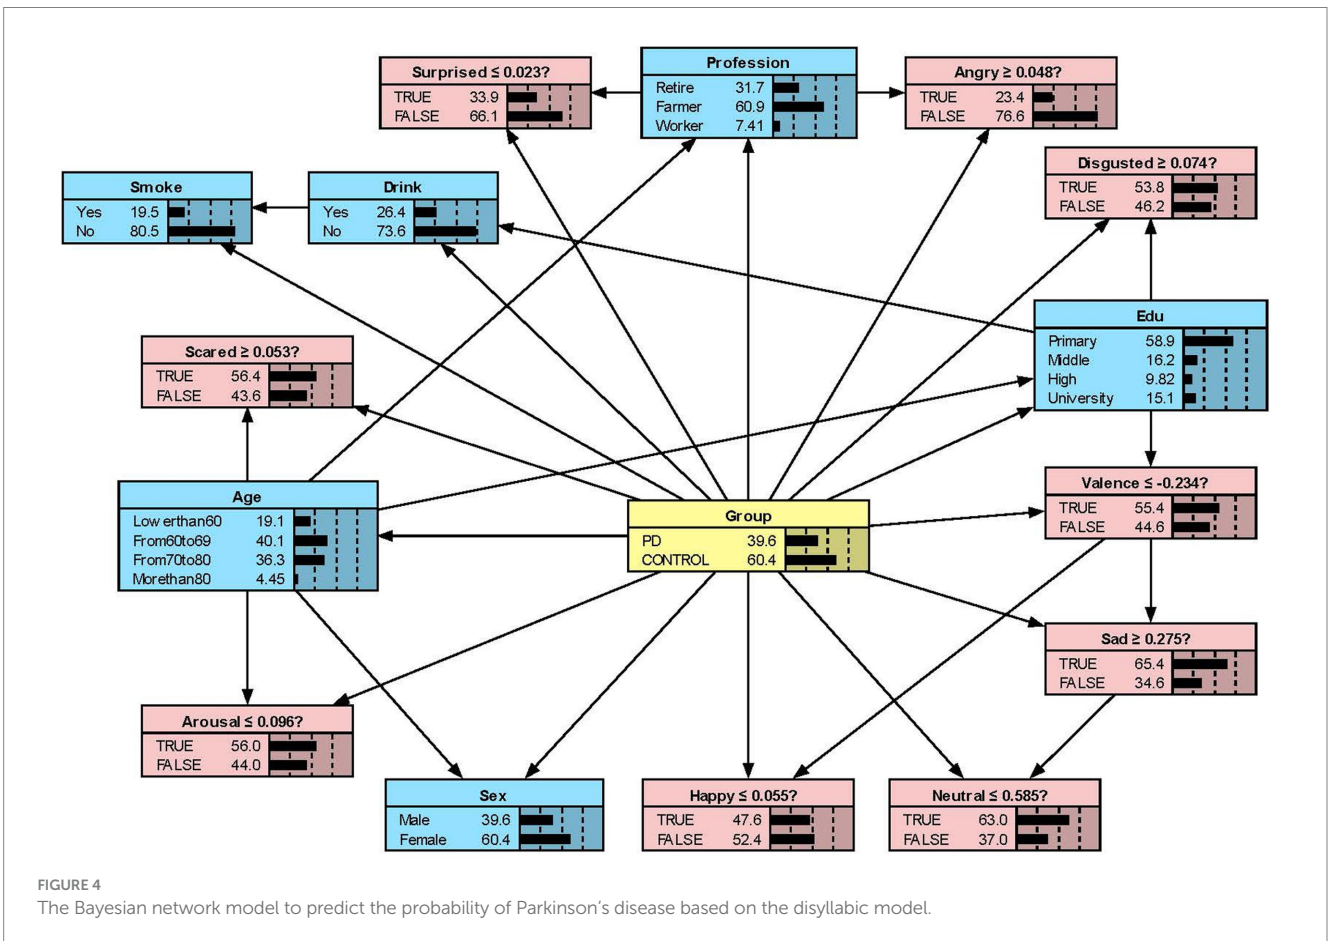 Surprised ≤ 0.023?
TRUE 33.9
FALSE 66.1
Profession
Retire 31.7
Farmer 60.9
Worker 7.41
Angry ≥ 0.048?
TRUE 23.4
FALSE 76.6
Disgusted ≥ 0.074?
TRUE 53.8
FALSE 46.2
Smoke
Yes 19.5
No 80.5
Drink
Yes 26.4
No 73.6
Edu
Primary 58.9
Middle 16.2
High 9.82
University 15.1
Scared ≥ 0.053?
TRUE 56.4
FALSE 43.6
Age
Lowerthan60 19.1
From60to69 40.1
From70to80 36.3
Morethan80 4.45
Group
PD 39.6
CONTROL 60.4
Valence ≤ -0.234?
TRUE 55.4
FALSE 44.6
Sad ≥ 0.275?
TRUE 65.4
FALSE 34.6
Arousal ≤ 0.096?
TRUE 56.0
FALSE 44.0
Sex
Male 39.6
Female 60.4
Happy ≤ 0.055?
TRUE 47.6
FALSE 52.4
Neutral ≤ 0.585?
TRUE 63.0
FALSE 37.0
FIGURE 4
The Bayesian network model to predict the probability of Parkinson's disease based on the disyllabic model.